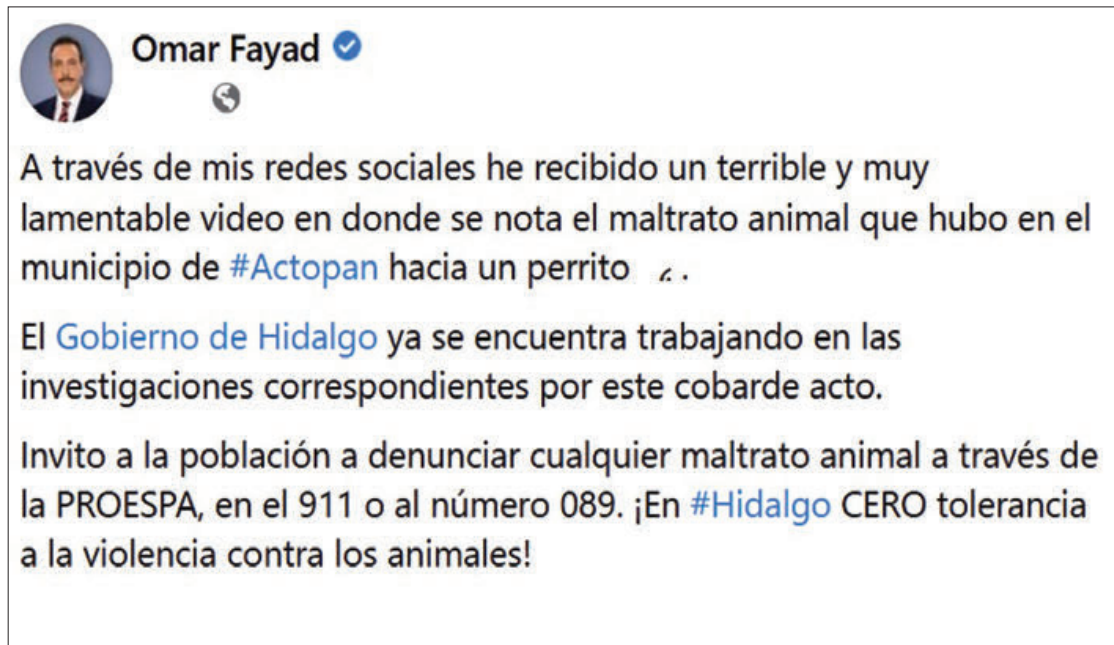 Omar Fayad
A través de mis redes sociales he recibido un terrible y muy
lamentable video en donde se nota el maltrato animal que hubo en el
municipio de #Actopan hacia un perrito .
El Gobierno de Hidalgo ya se encuentra trabajando en las
investigaciones correspondientes por este cobarde acto.
Invito a la población a denunciar cualquier maltrato animal a través de
la PROESPA, en el 911 o al número 089. ¡En #Hidalgo CERO tolerancia
a la violencia contra los animales!